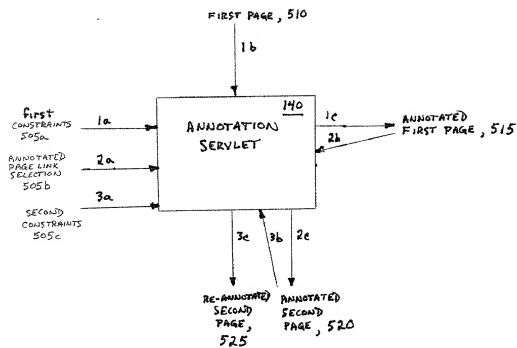 FIRST PAGE, 510
1b
140
ANNOTATION
SERVLET
first
CONSTRAINTS
505a
1a
ANNOTATED
PAGE LINK
SELECTION
505b
2a
SECOND
CONSTRAINTS
505c
3a
1c
2b
ANNOTATED
FIRST PAGE, 515
3c
3b
2c
RE-ANNOTATED
SECOND
PAGE,
525
ANNOTATED
SECOND
PAGE, 520